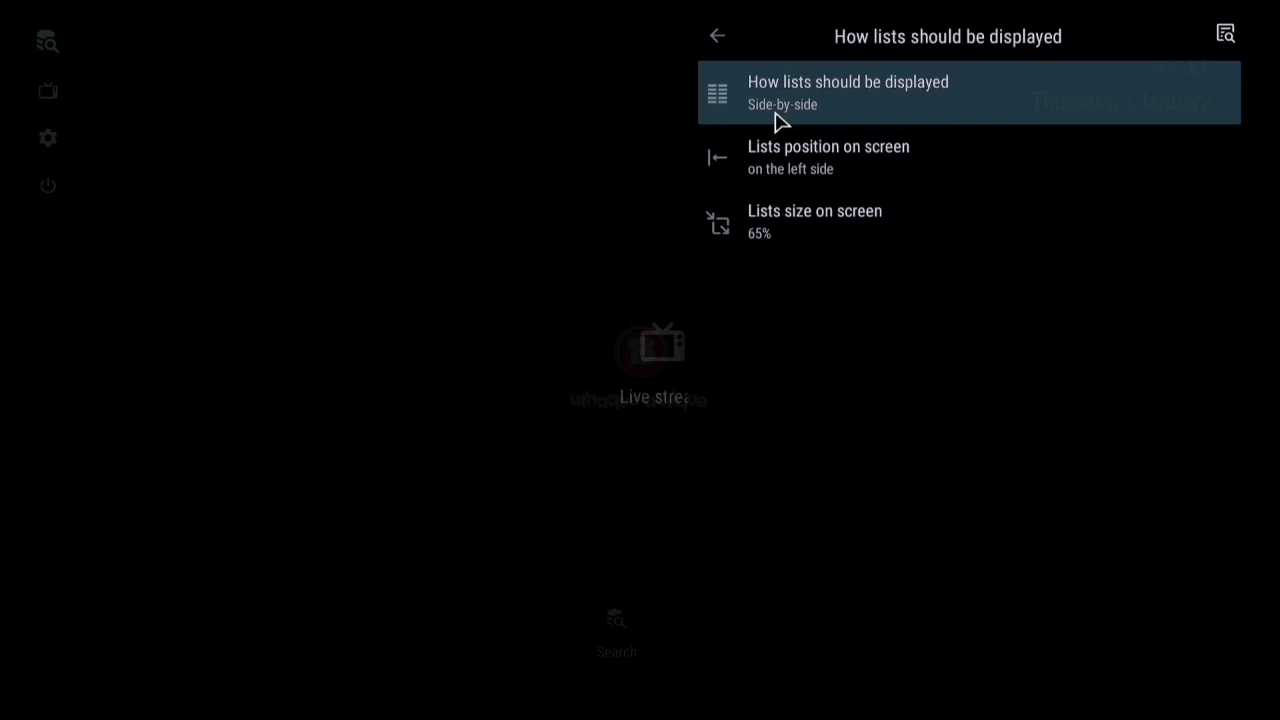 How lists should be displayed
How lists should be displayed
Side-by-side
Lists position on screen
on the left side
Lists size on screen
65%
Live strea
Search